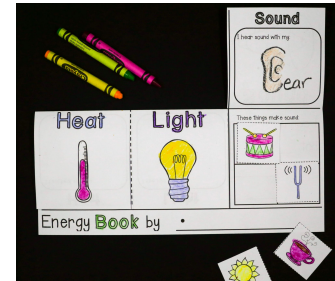 Sound
I hear sound with my
ear
These things make sound
Heat
Light
Energy Book by